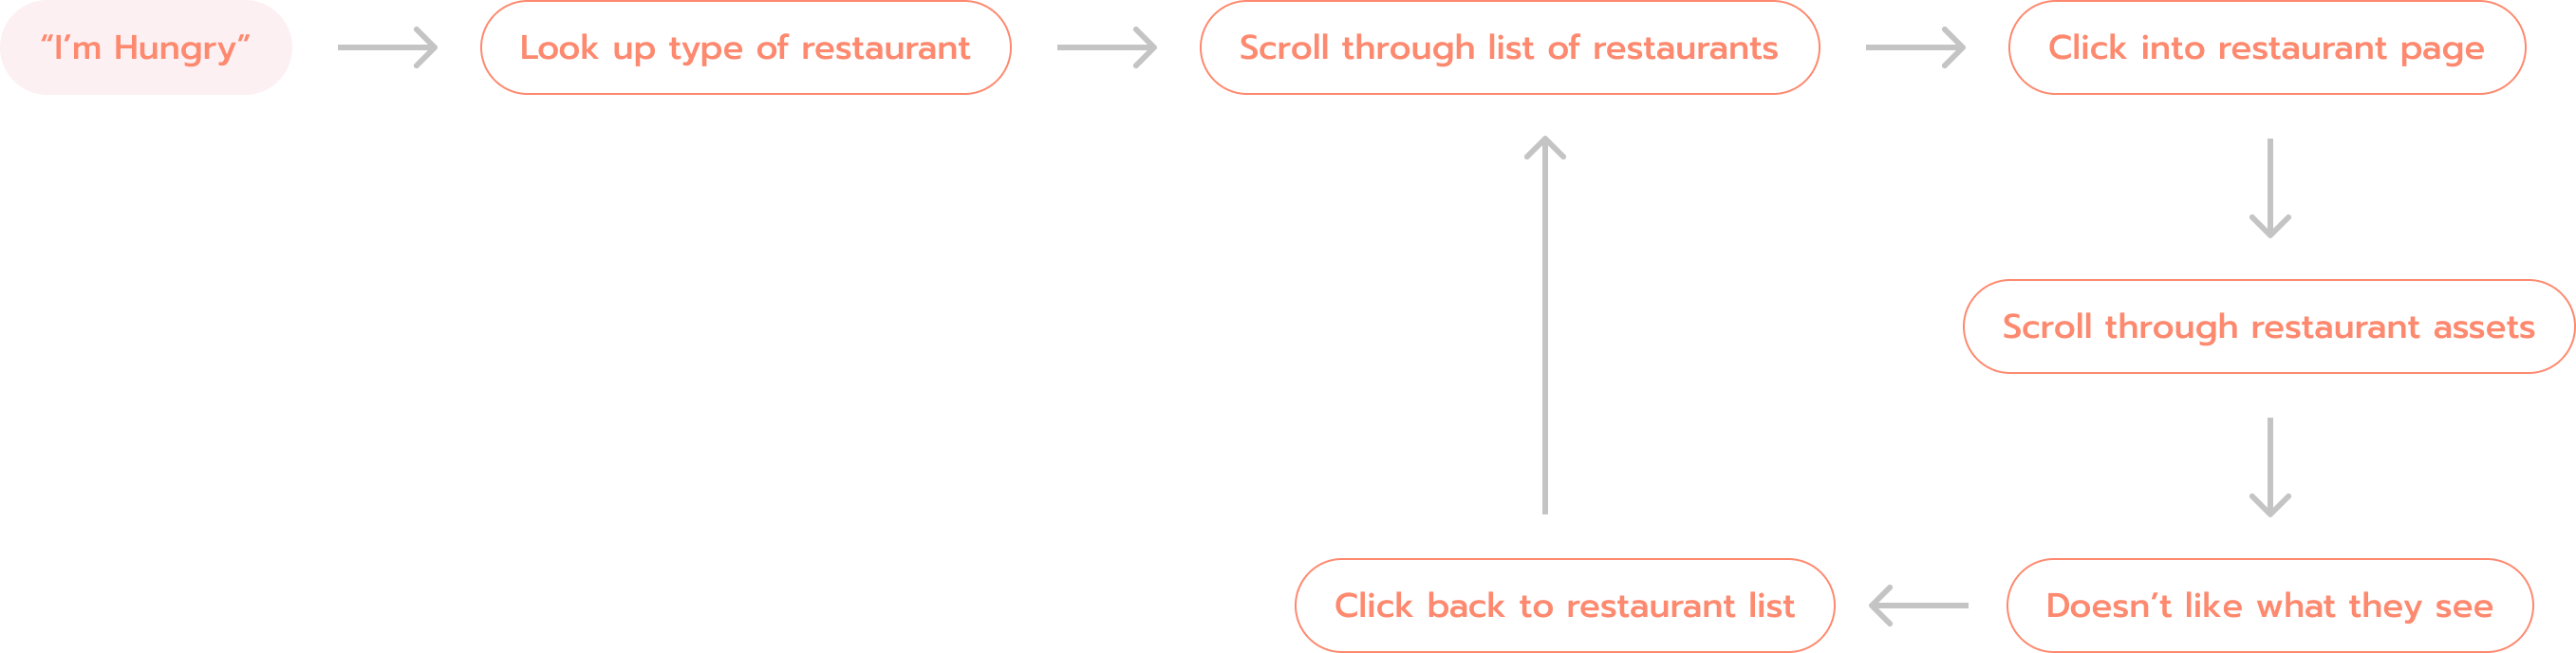 “I’m Hungry”
Look up type of restaurant
Scroll through list of restaurants
Click into restaurant page
Scroll through restaurant assets
Doesn’t like what they see
Click back to restaurant list